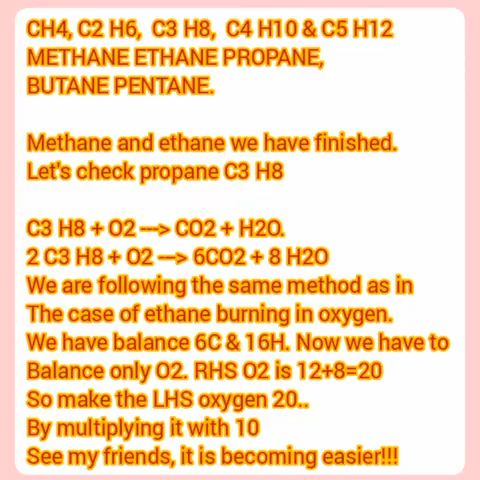 CH4, C2 H6,  C3 H8,  C4 H10 & C5 H12
METHANE ETHANE PROPANE,
BUTANE PENTANE.
Methane and ethane we have finished.
Let's check propane C3 H8
C3 H8 + O2 ---> CO2 + H2O.
2 C3 H8 + O2 ---> 6CO2 + 8 H2O
We are following the same method as in
The case of ethane burning in oxygen.
We have balance 6C & 16H. Now we have to
Balance only O2. RHS O2 is 12+8=20
So make the LHS oxygen 20..
By multiplying it with 10
See my friends, it is becoming easier!!!